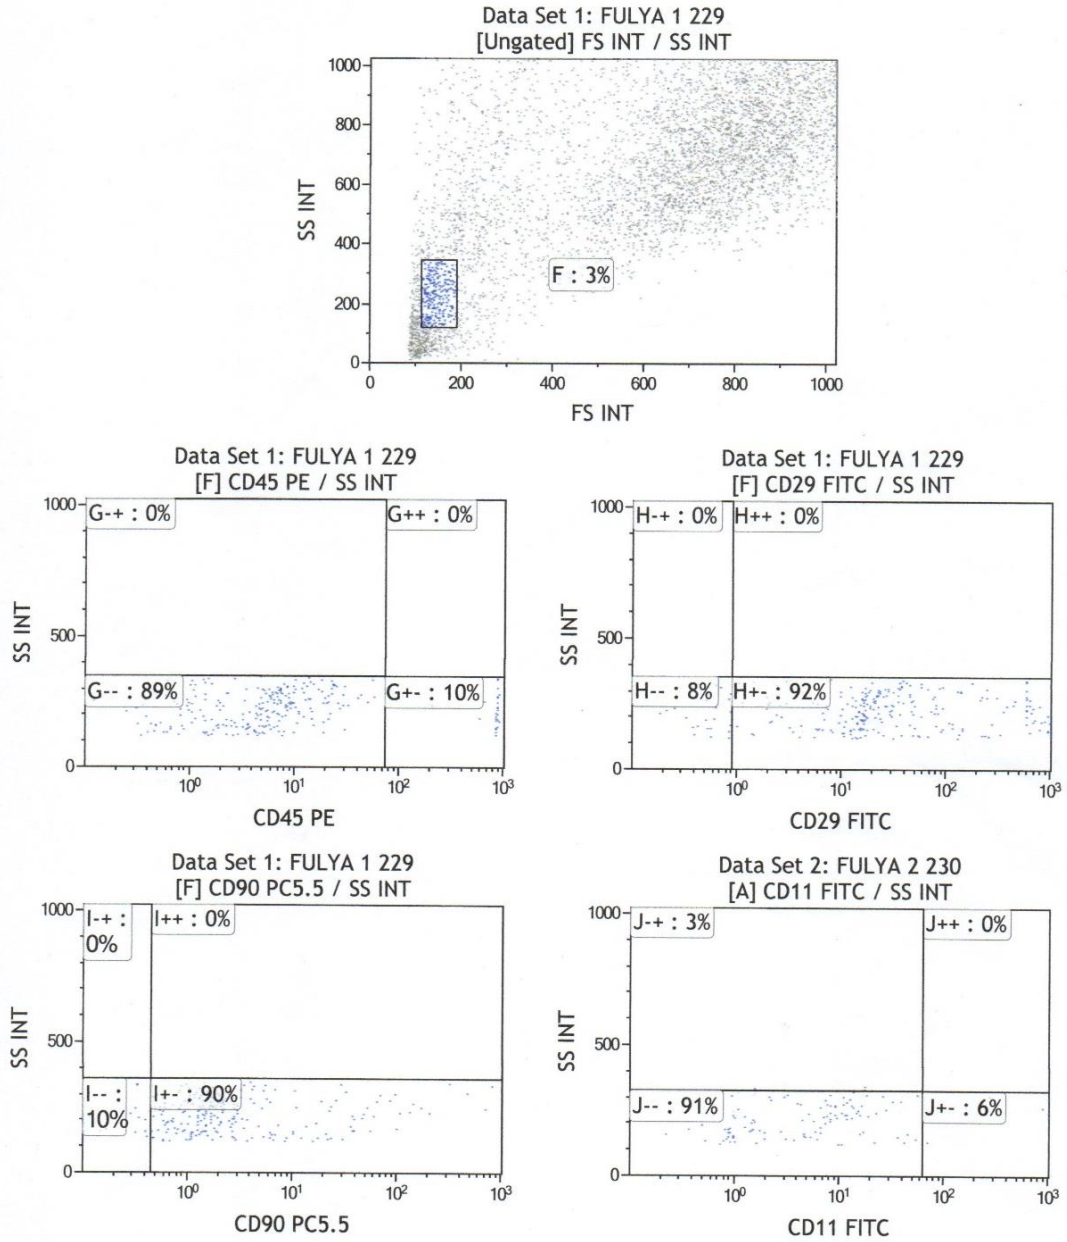 Data Set 1: FULYA 1 229
[Ungated] FS INT / SS INT
1000
800
600
400
200
0
SS INT
F : 3%
0 200 400 600 800 1000
FS INT
Data Set 1: FULYA 1 229
[F] CD45 PE / SS INT
1000
500
0
SS INT
G-+ : 0%
G++ : 0%
G-- : 89%
G+- : 10%
10⁰ 10¹ 10² 10³
CD45 PE
Data Set 1: FULYA 1 229
[F] CD29 FITC / SS INT
1000
500
0
SS INT
H-+ : 0%
H++ : 0%
H-- : 8%
H+- : 92%
10⁰ 10¹ 10² 10³
CD29 FITC
Data Set 1: FULYA 1 229
[F] CD90 PC5.5 / SS INT
1000
500
0
SS INT
I-+ :
0%
I++ : 0%
I-- :
10%
I+- : 90%
10⁰ 10¹ 10² 10³
CD90 PC5.5
Data Set 2: FULYA 2 230
[A] CD11 FITC / SS INT
1000
500
0
SS INT
J-+ : 3%
J++ : 0%
J-- : 91%
J+- : 6%
10⁰ 10¹ 10² 10³
CD11 FITC